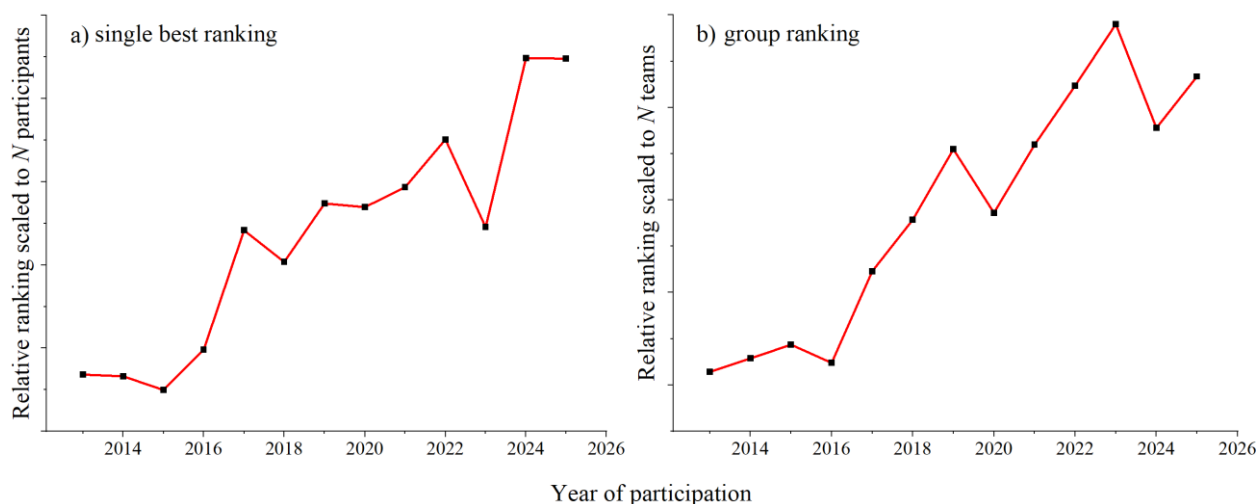 a) single best ranking
Relative ranking scaled to N participants
2014 2016 2018 2020 2022 2024 2026
b) group ranking
Relative ranking scaled to N teams
2014 2016 2018 2020 2022 2024 2026
Year of participation